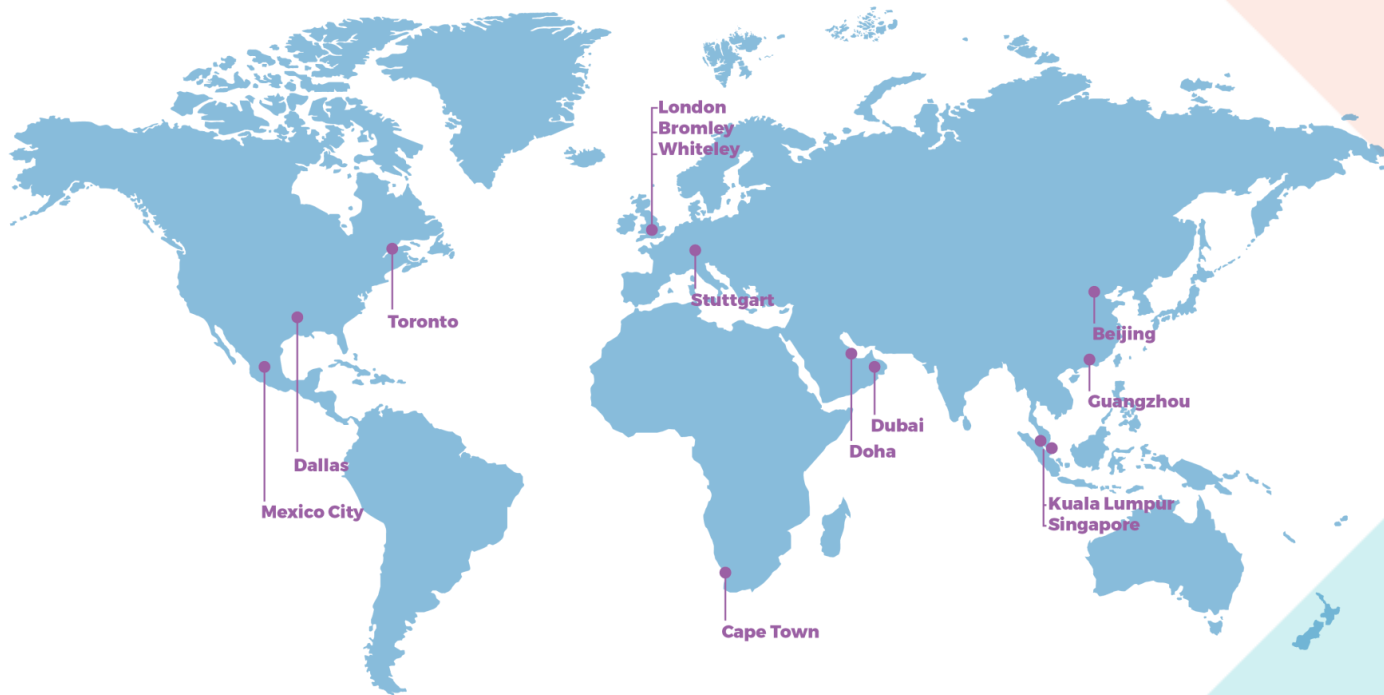 London
Bromley
Whiteley
Stuttgart
Toronto
Beijing
Guangzhou
Dubai
Doha
Dallas
Kuala Lumpur
Mexico City
Singapore
Cape Town